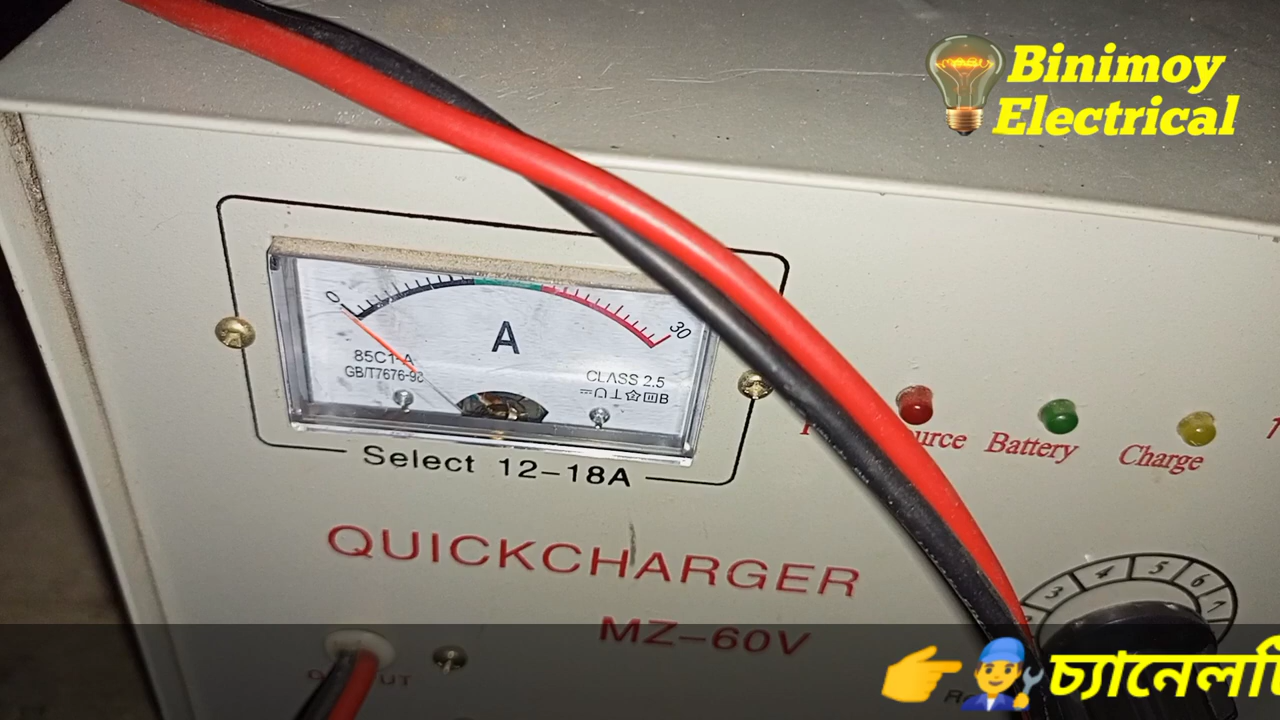 Binimoy
Electrical
0
30
A
85C1-A
GB/T7676-98
CLASS 2.5
Select 12-18A
Battery
Charge
QUICKCHARGER
MZ-60V
3 4 5 6 7